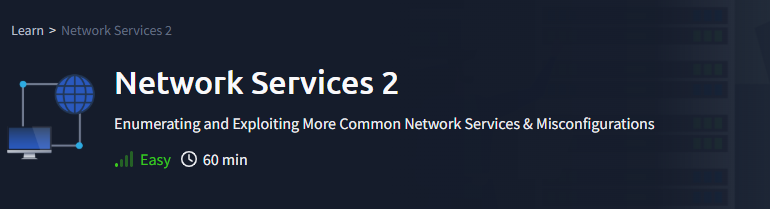 Learn > Network Services 2
Network Services 2
Enumerating and Exploiting More Common Network Services & Misconfigurations
Easy 60 min